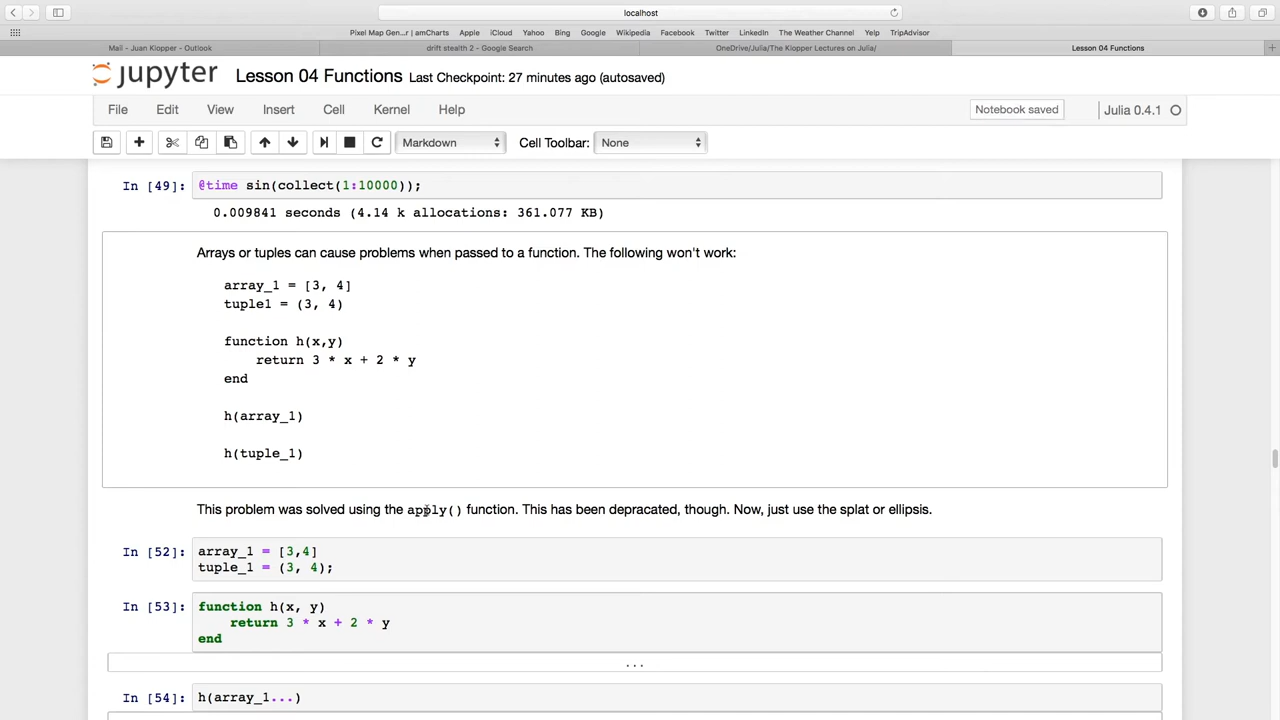 localhost
Pixel Map Gen...r | amCharts Apple iCloud Yahoo Bing Google Wikipedia Facebook Twitter LinkedIn The Weather Channel Yelp TripAdvisor
Mail - Juan Klopper - Outlook drift stealth 2 - Google Search OneDrive/Julia/The Klopper Lectures on Julia/ Lesson 04 Functions
jupyter Lesson 04 Functions Last Checkpoint: 27 minutes ago (autosaved)
File Edit View Insert Cell Kernel Help Notebook saved Julia 0.4.1
Markdown Cell Toolbar: None
In [49]: @time sin(collect(1:10000));
0.009841 seconds (4.14 k allocations: 361.077 KB)
Arrays or tuples can cause problems when passed to a function. The following won't work:
array_1 = [3, 4]
tuple1 = (3, 4)
function h(x,y)
return 3 * x + 2 * y
end
h(array_1)
h(tuple_1)
This problem was solved using the apply() function. This has been depracated, though. Now, just use the splat or ellipsis.
In [52]: array_1 = [3,4]
tuple_1 = (3, 4);
In [53]: function h(x, y)
return 3 * x + 2 * y
end
...
In [54]: h(array_1...)